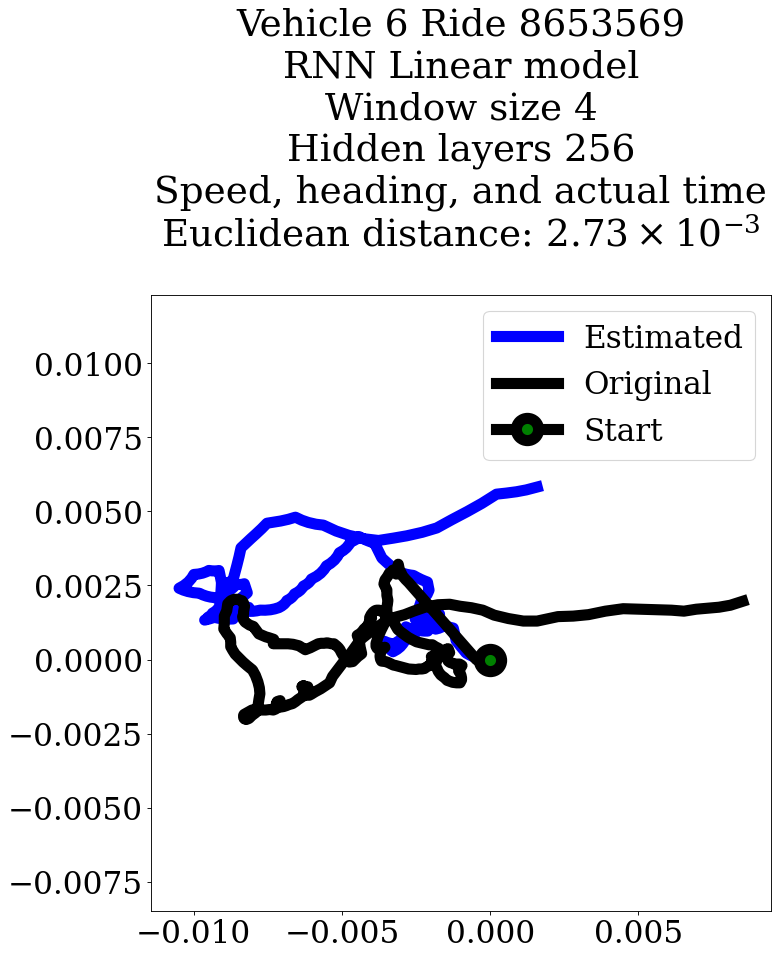 Vehicle 6 Ride 8653569
RNN Linear model
Window size 4
Hidden layers 256
Speed, heading, and actual time
Euclidean distance: 2.73 × 10⁻³
Estimated
Original
Start
0.0100
0.0075
0.0050
0.0025
0.0000
−0.0025
−0.0050
−0.0075
−0.010 −0.005 0.000 0.005